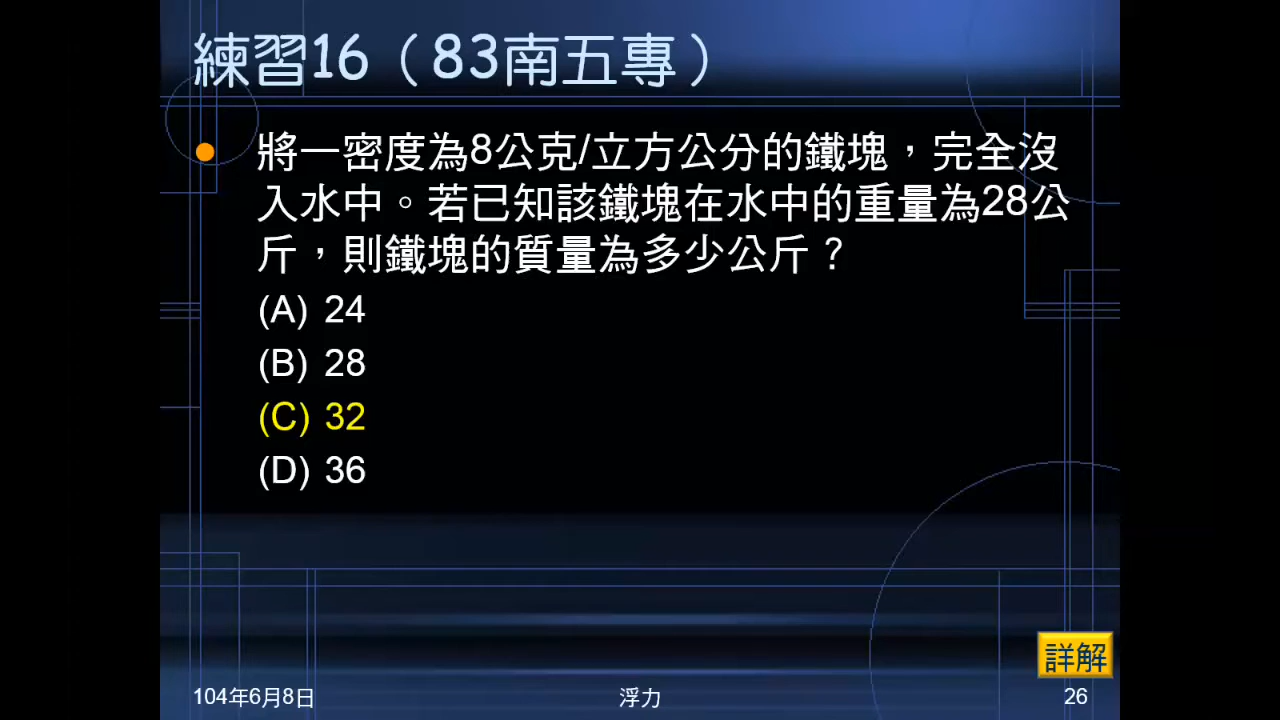 練習16（83南五專）
將一密度為8公克/立方公分的鐵塊，完全沒
入水中。若已知該鐵塊在水中的重量為28公
斤，則鐵塊的質量為多少公斤？
(A) 24
(B) 28
(C) 32
(D) 36
詳解
104年6月8日
浮力
26